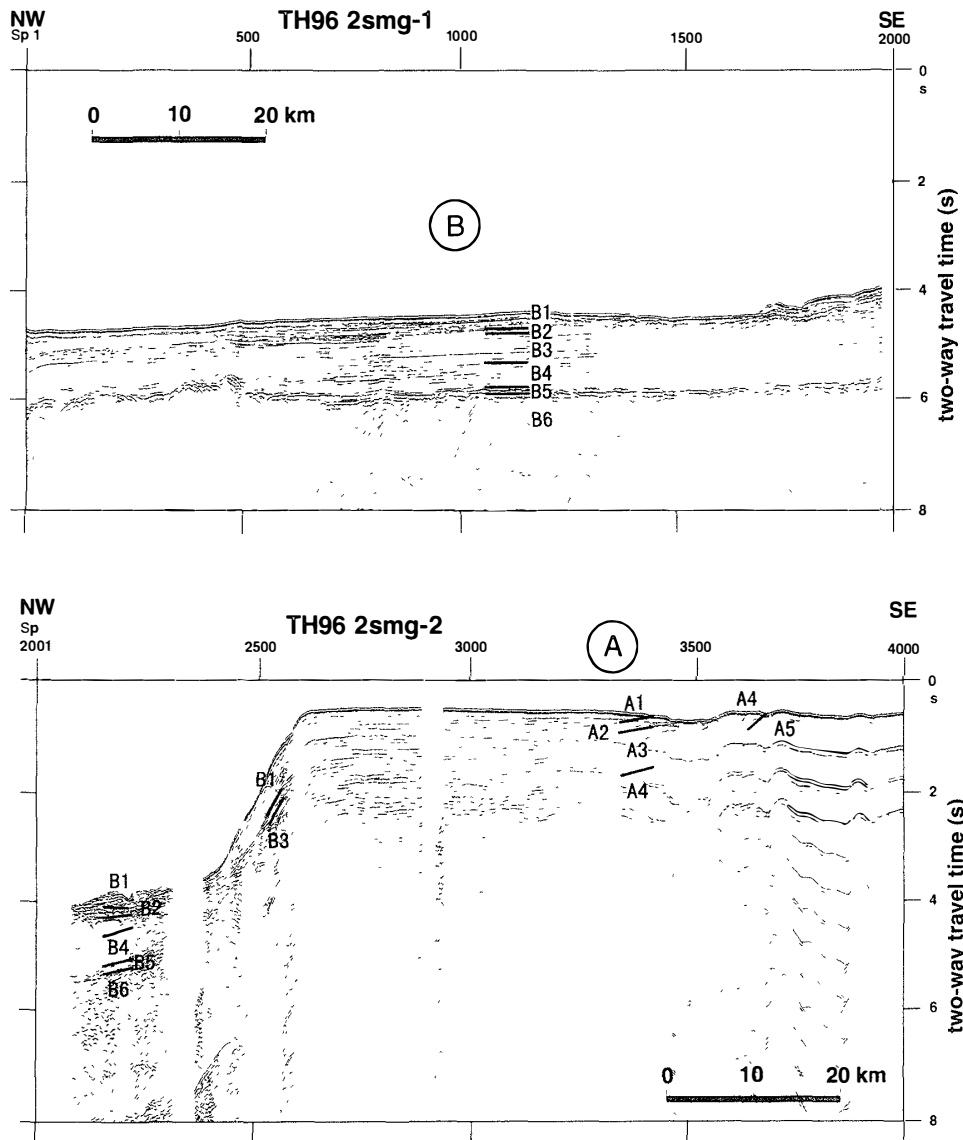 NW TH96 2smg-1 SE
Sp 1 500 1000 1500 2000
0
s
0 10 20 km
2
B
two-way travel time (s)
4
B1
B2
B3
B4
B5
6
B6
8
NW TH96 2smg-2 SE
Sp
2001 2500 3000 A 3500 4000
0
s
A1 A4
A2 A5
A3
B1
A4
2
B3
two-way travel time (s)
B1
4
B2
B4
B5
B6
6
0 10 20 km
8